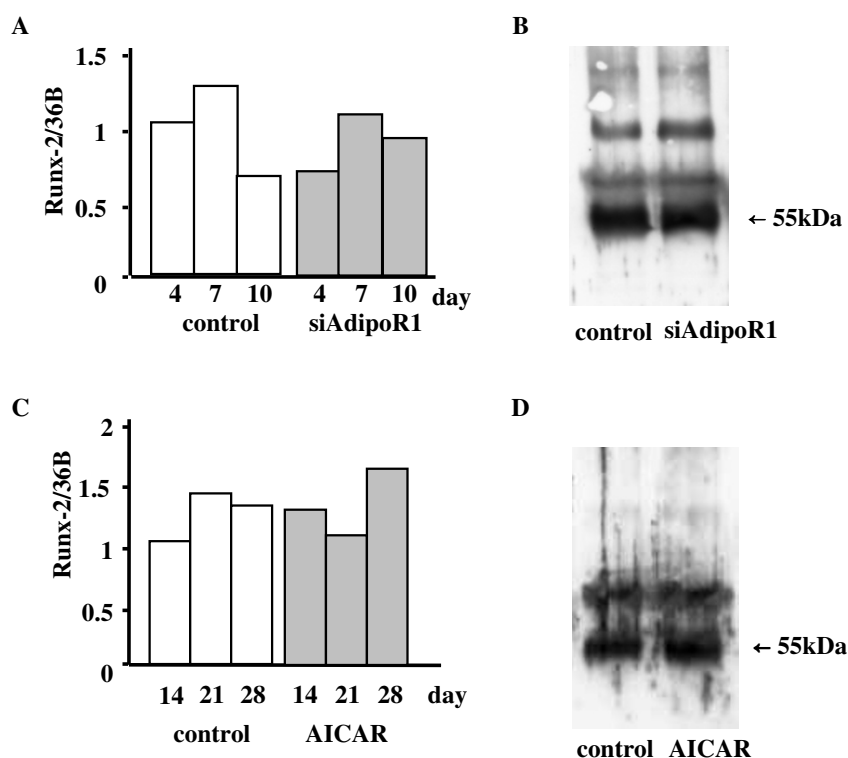 A
Runx-2/36B
1.5
1
0.5
0
4 7 10 4 7 10 day
control siAdipoR1
B
← 55kDa
control siAdipoR1
C
Runx-2/36B
2
1.5
1
0.5
0
14 21 28 14 21 28 day
control AICAR
D
← 55kDa
control AICAR